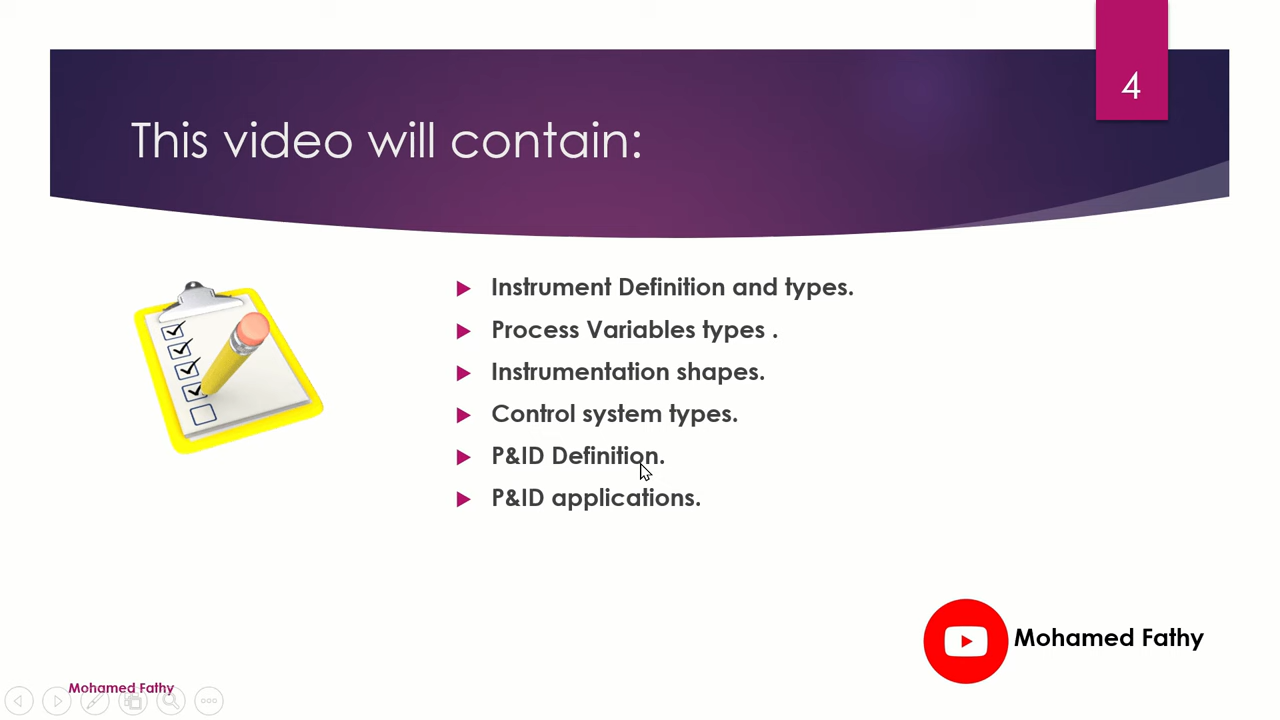 4
This video will contain:
Instrument Definition and types.
Process Variables types .
Instrumentation shapes.
Control system types.
P&ID Definition.
P&ID applications.
Mohamed Fathy
Mohamed Fathy